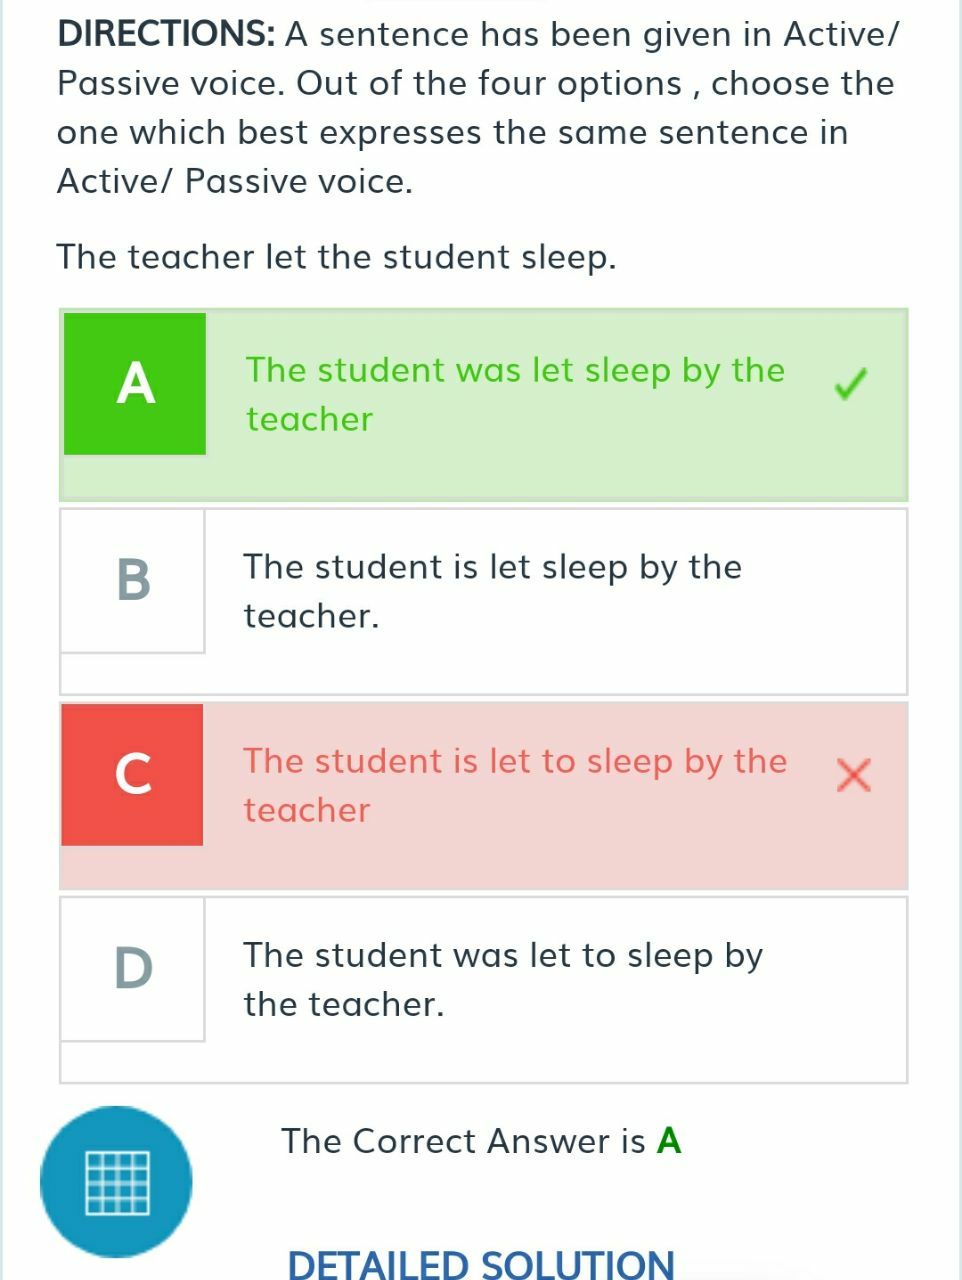 DIRECTIONS: A sentence has been given in Active/
Passive voice. Out of the four options , choose the
one which best expresses the same sentence in
Active/ Passive voice.
The teacher let the student sleep.
A
The student was let sleep by the
teacher
B
The student is let sleep by the
teacher.
C
The student is let to sleep by the
teacher
D
The student was let to sleep by
the teacher.
The Correct Answer is A
DETAILED SOLUTION